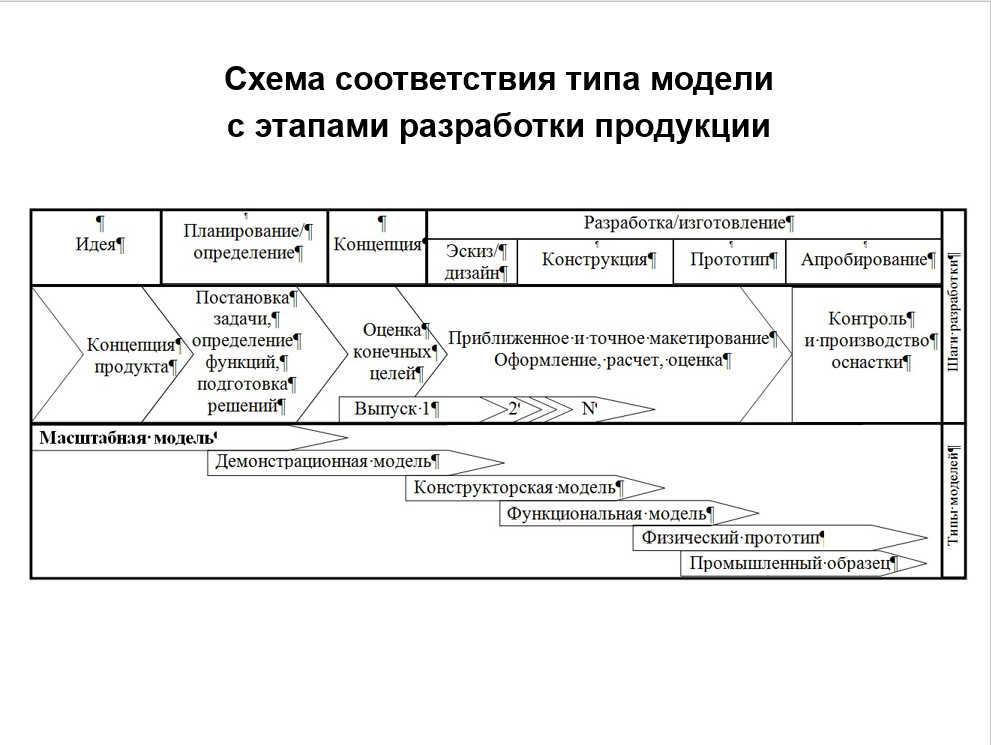 Схема соответствия типа модели
с этапами разработки продукции
¶
Идея¶
¶
Планирование/¶
определение¶
¶
Концепция¶
Разработка/изготовление¶
Эскиз/¶
дизайн¶
¶
Конструкция¶
¶
Прототип¶
¶
Апробирование¶
Шаги·разработки¶
Концепция¶
продукта¶
Постановка¶
задачи,¶
определение¶
функций,¶
подготовка¶
решений¶
Оценка¶
конечных¶
целей¶
Приближенное·и·точное·макетирование¶
Оформление,·расчет,·оценка¶
Контроль¶
и·производство¶
оснастки¶
Выпуск·1¶
2¶
N¶
Масштабная·модель¶
Демонстрационная·модель¶
Конструкторская·модель¶
Функциональная·модель¶
Физический·прототип¶
Промышленный·образец¶
Типы·моделей¶